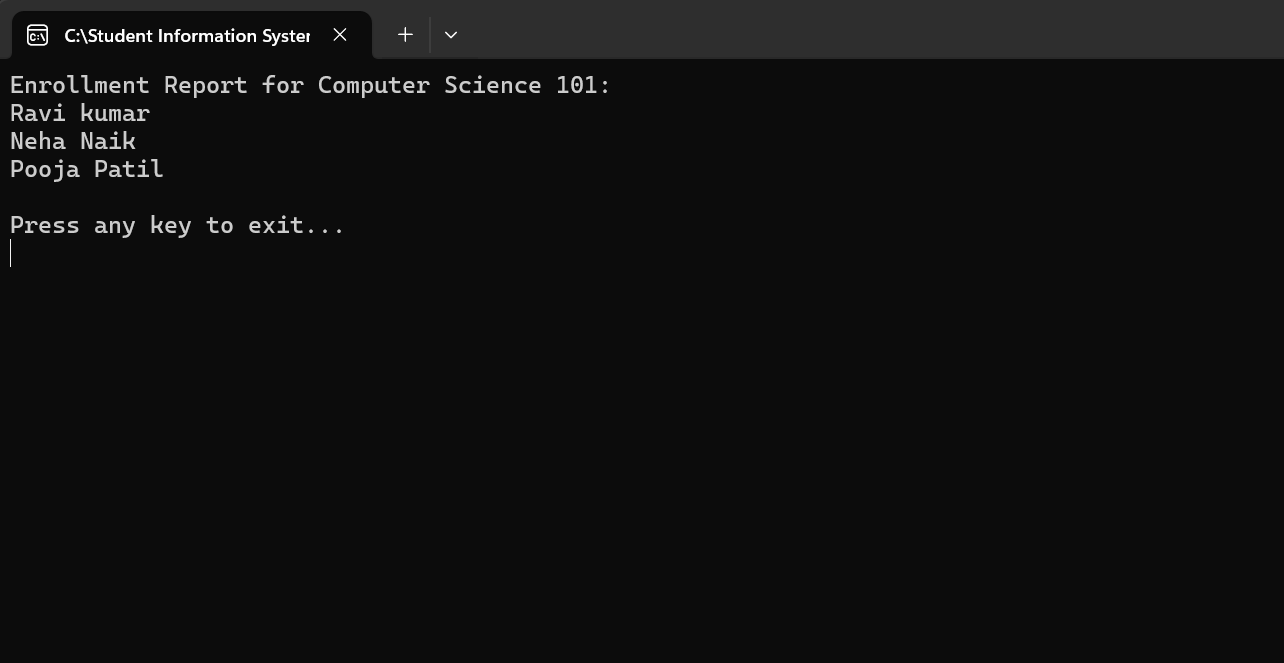 C:\Student Information System
Enrollment Report for Computer Science 101:
Ravi kumar
Neha Naik
Pooja Patil
Press any key to exit...